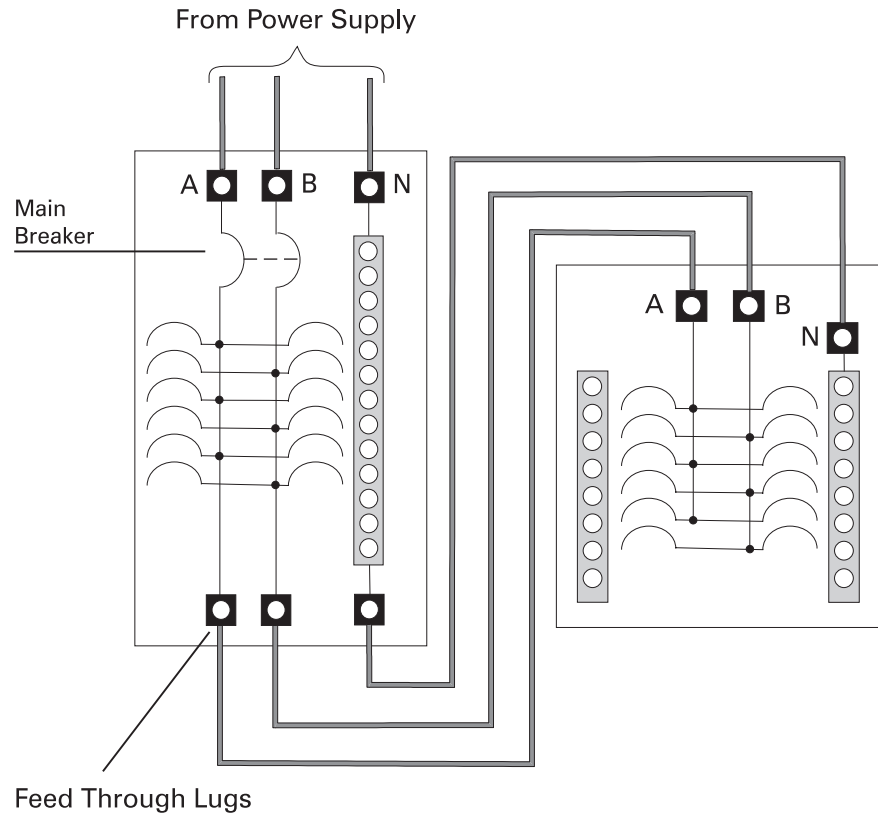 From Power Supply
A B N
Main
Breaker
A B
N
Feed Through Lugs